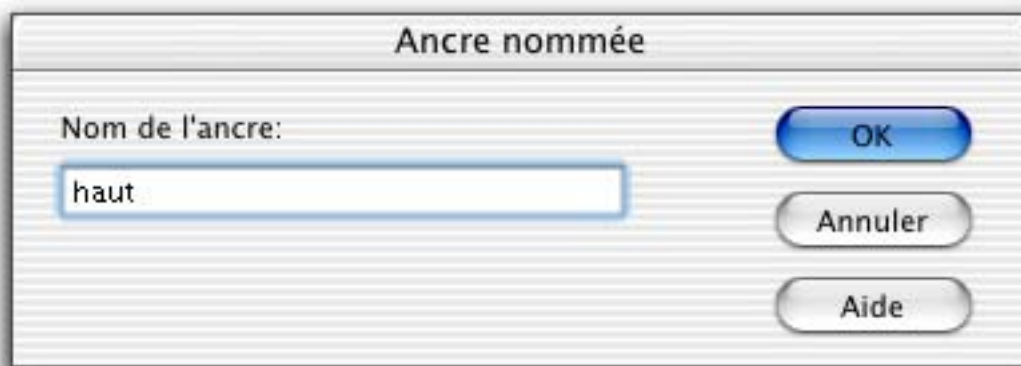 Ancre nommée
Nom de l'ancre:
haut
OK
Annuler
Aide